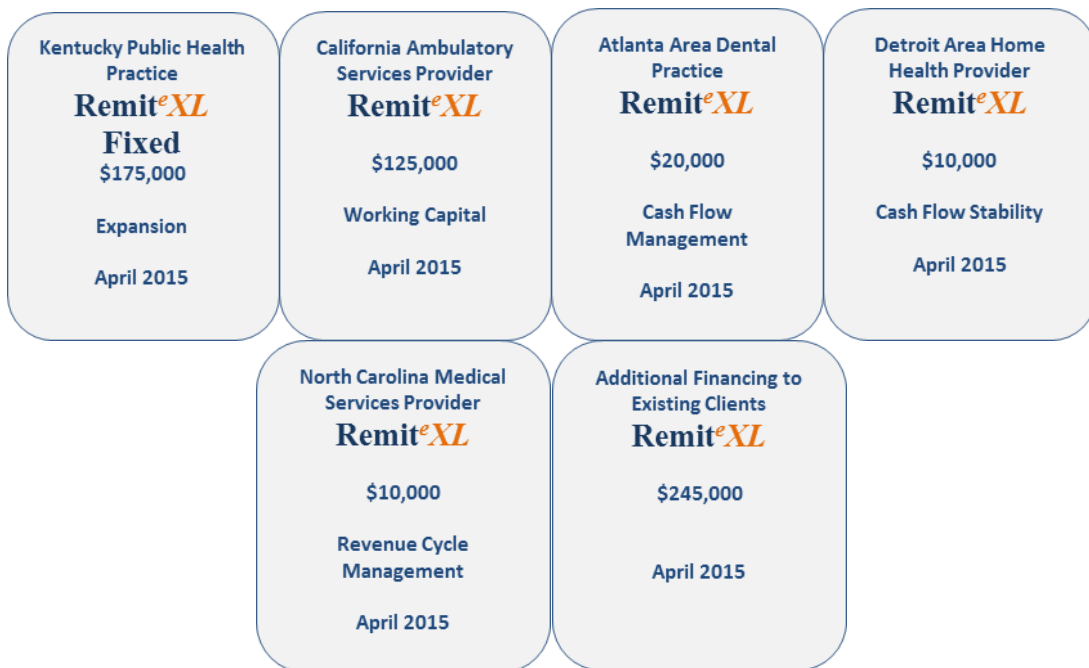 Kentucky Public Health
Practice
RemiteXL
Fixed
$175,000
Expansion
April 2015
California Ambulatory
Services Provider
RemiteXL
$125,000
Working Capital
April 2015
Atlanta Area Dental
Practice
RemiteXL
$20,000
Cash Flow
Management
April 2015
Detroit Area Home
Health Provider
RemiteXL
$10,000
Cash Flow Stability
April 2015
North Carolina Medical
Services Provider
RemiteXL
$10,000
Revenue Cycle
Management
April 2015
Additional Financing to
Existing Clients
RemiteXL
$245,000
April 2015